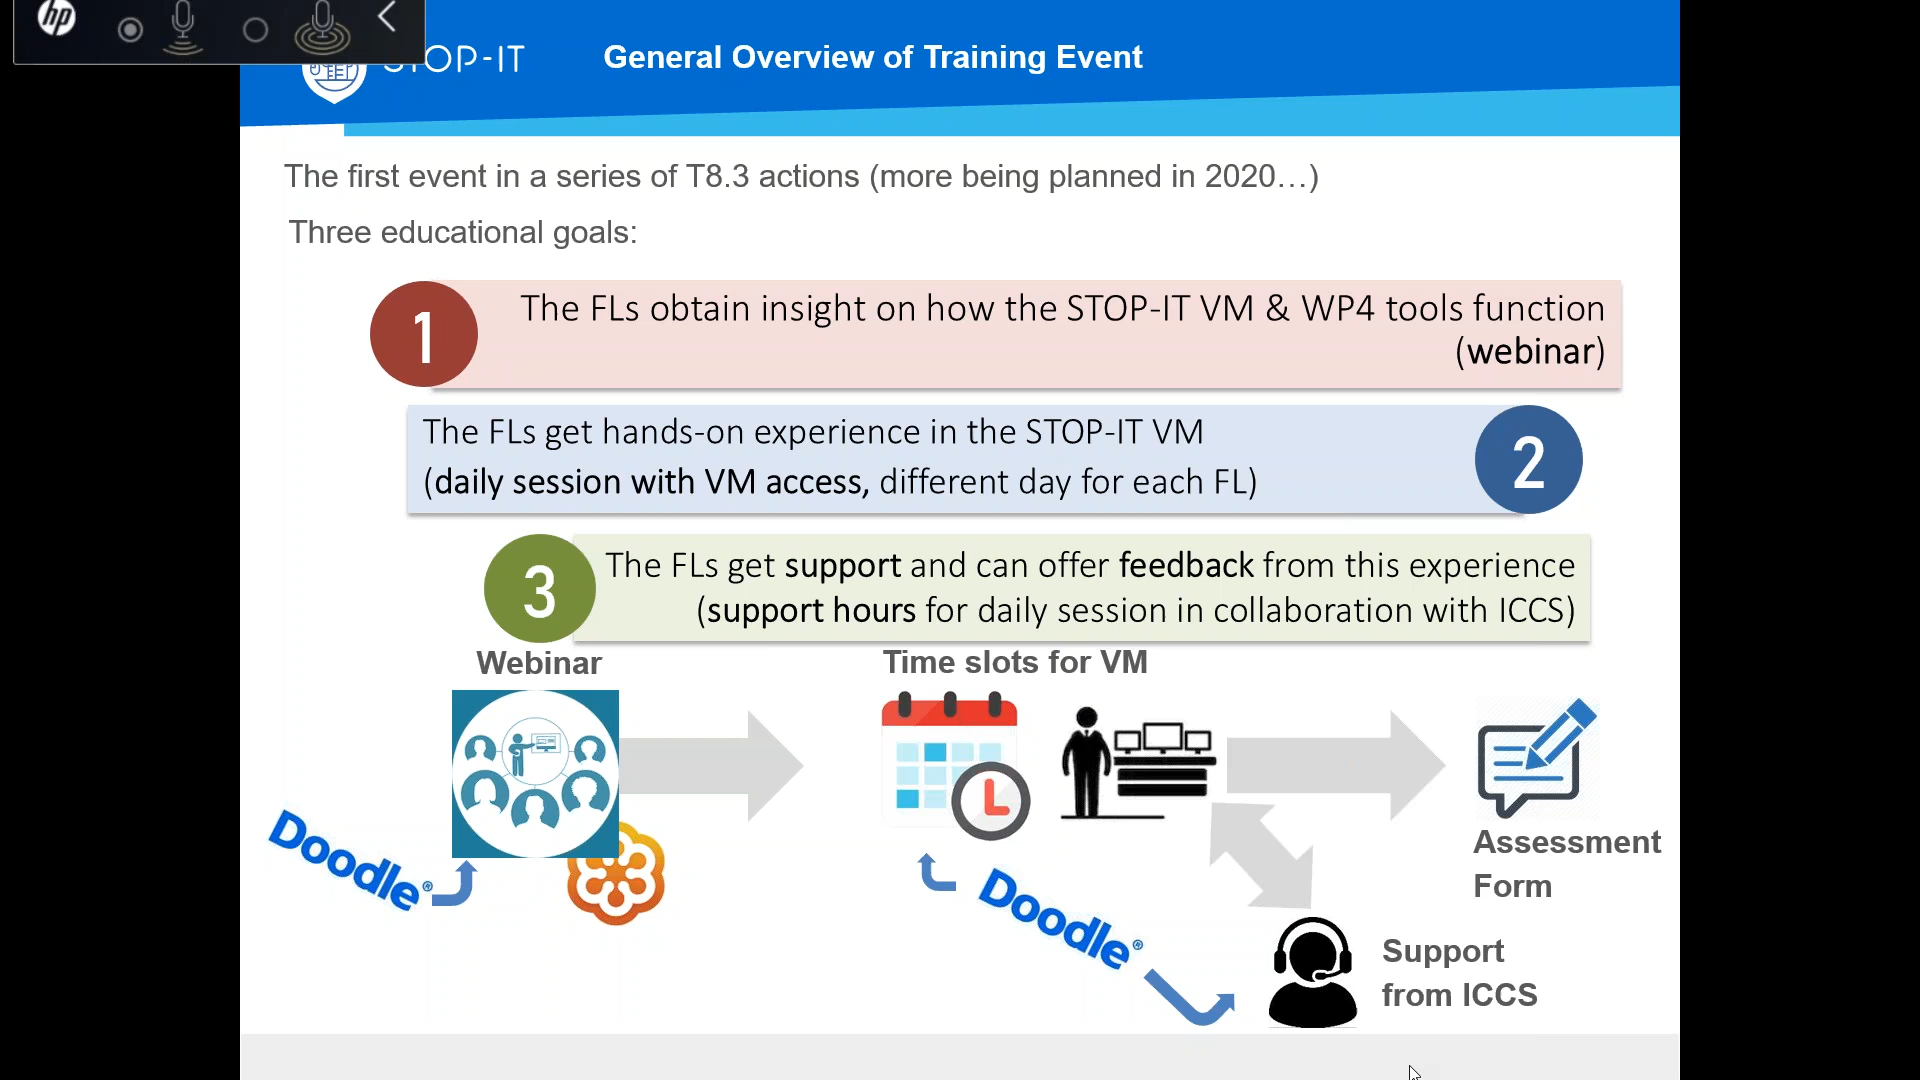 hp
STOP-IT
General Overview of Training Event
The first event in a series of T8.3 actions (more being planned in 2020…)
Three educational goals:
1
The FLs obtain insight on how the STOP-IT VM & WP4 tools function
(webinar)
The FLs get hands-on experience in the STOP-IT VM
(daily session with VM access, different day for each FL)
2
3
The FLs get support and can offer feedback from this experience
(support hours for daily session in collaboration with ICCS)
Webinar
Time slots for VM
Doodle®
Doodle®
Assessment
Form
Support
from ICCS